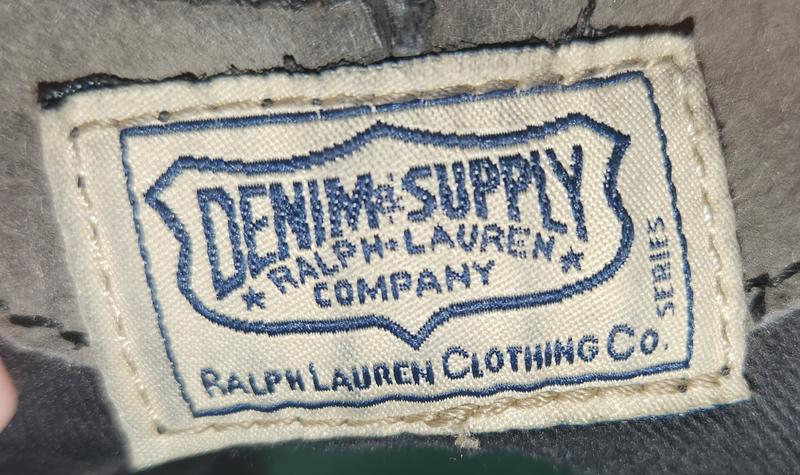 DENIM & SUPPLY
RALPH • LAUREN
★ COMPANY ★
RALPH LAUREN CLOTHING CO.
SERIES